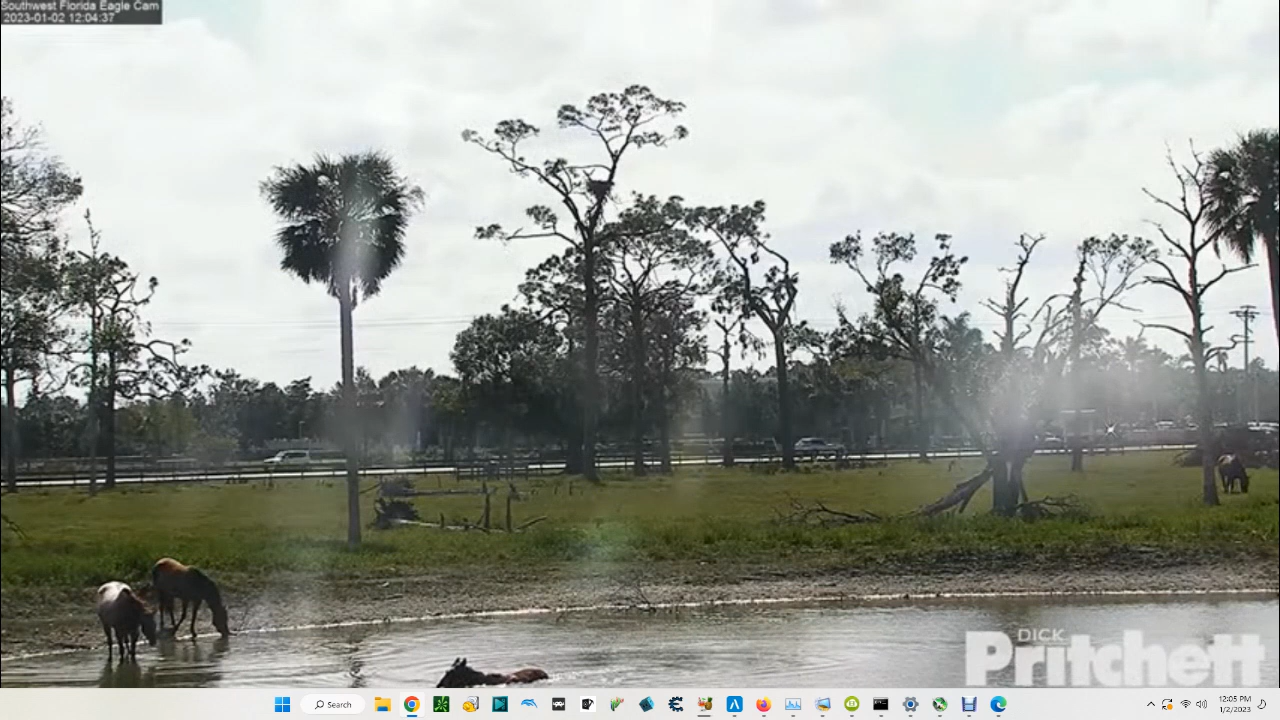 Southwest Florida Eagle Cam
2023-01-02 12:04:37
DICK
Pritchett
Search
12:05 PM
1/2/2023